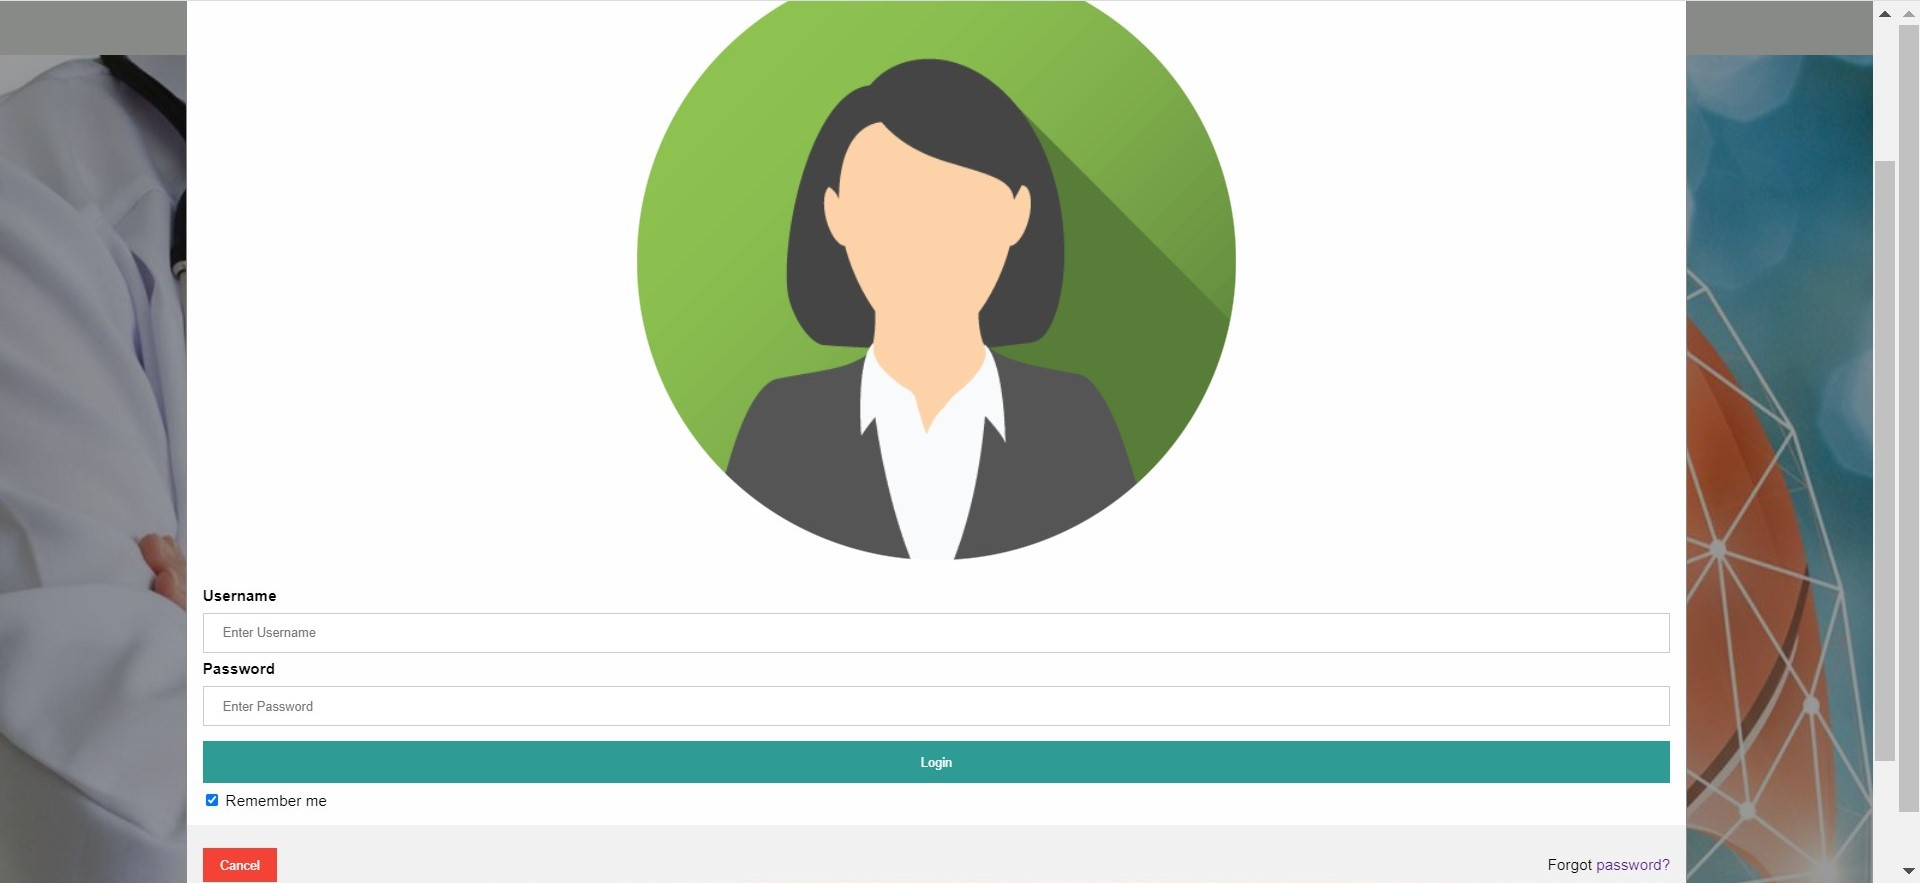 Username
Enter Username
Password
Enter Password
Login
Remember me
Cancel
Forgot password?